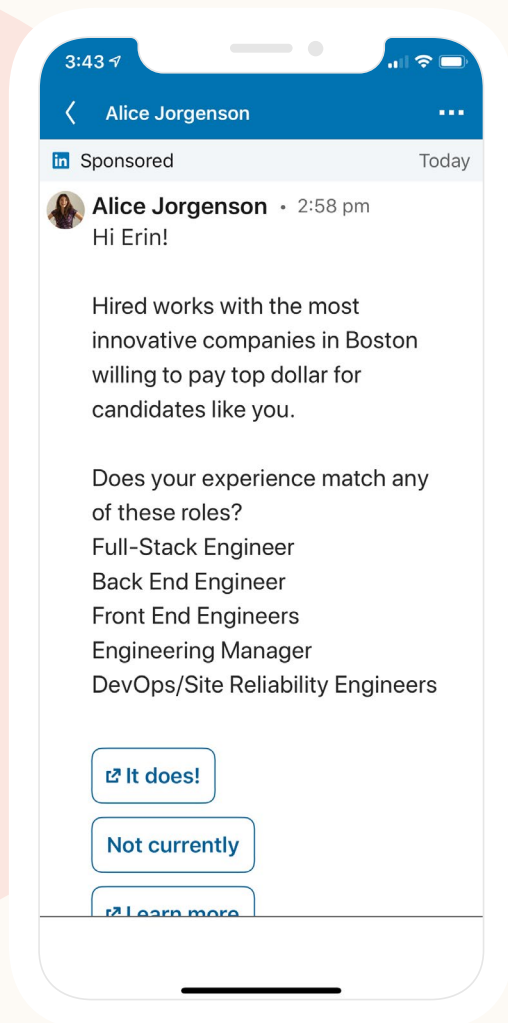 3:43
Alice Jorgenson
in Sponsored Today
Alice Jorgenson • 2:58 pm
Hi Erin!
Hired works with the most
innovative companies in Boston
willing to pay top dollar for
candidates like you.
Does your experience match any
of these roles?
Full-Stack Engineer
Back End Engineer
Front End Engineers
Engineering Manager
DevOps/Site Reliability Engineers
It does!
Not currently
Learn more